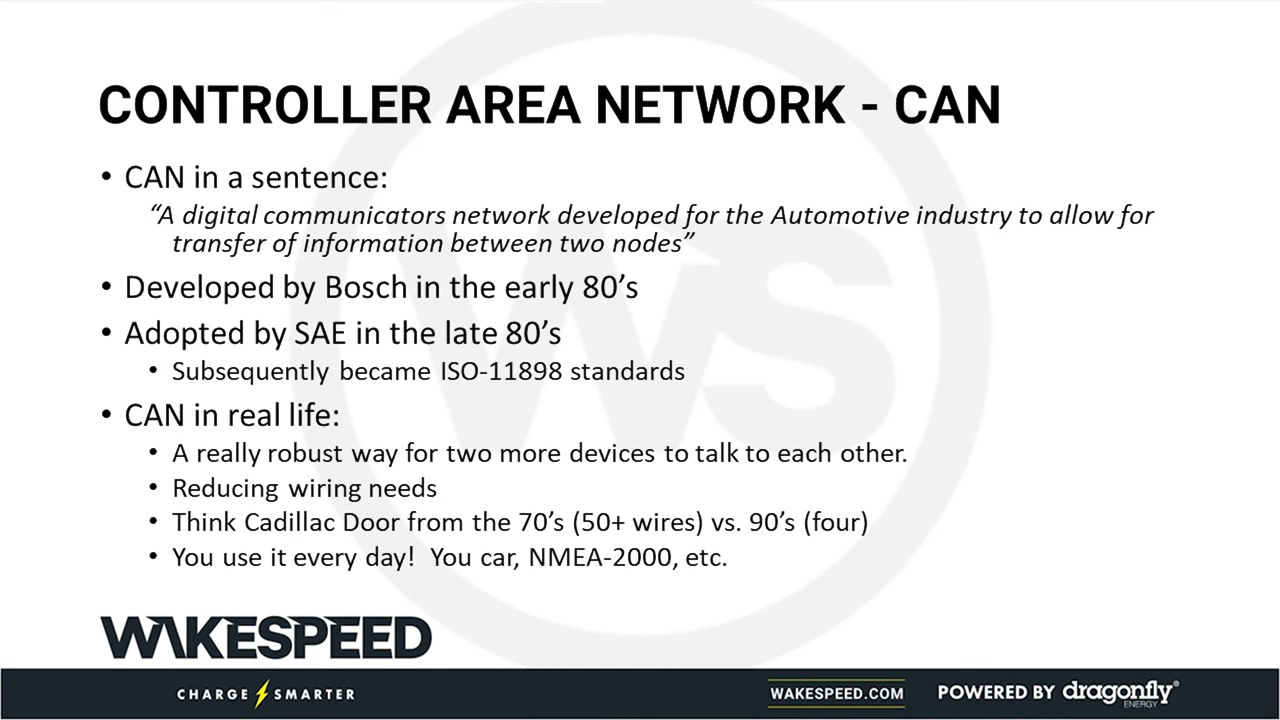 CONTROLLER AREA NETWORK - CAN
• CAN in a sentence:
“A digital communicators network developed for the Automotive industry to allow for
transfer of information between two nodes”
• Developed by Bosch in the early 80’s
• Adopted by SAE in the late 80’s
• Subsequently became ISO-11898 standards
• CAN in real life:
• A really robust way for two more devices to talk to each other.
• Reducing wiring needs
• Think Cadillac Door from the 70’s (50+ wires) vs. 90’s (four)
• You use it every day!  You car, NMEA-2000, etc.
WS
WAKESPEED
CHARGE SMARTER
WAKESPEED.COM
POWERED BY dragonfly®
ENERGY